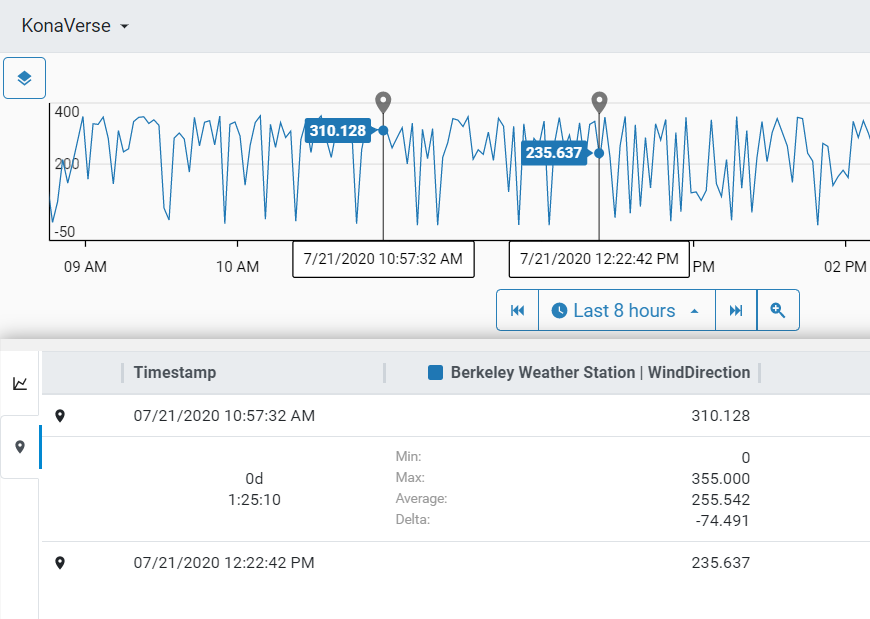 KonaVerse
400
310.128
235.637
200
-50
09 AM
10 AM
7/21/2020 10:57:32 AM
7/21/2020 12:22:42 PM
PM
02 PM
Last 8 hours
Timestamp
Berkeley Weather Station | WindDirection
07/21/2020 10:57:32 AM
310.128
0d
1:25:10
Min:
0
Max:
355.000
Average:
255.542
Delta:
-74.491
07/21/2020 12:22:42 PM
235.637